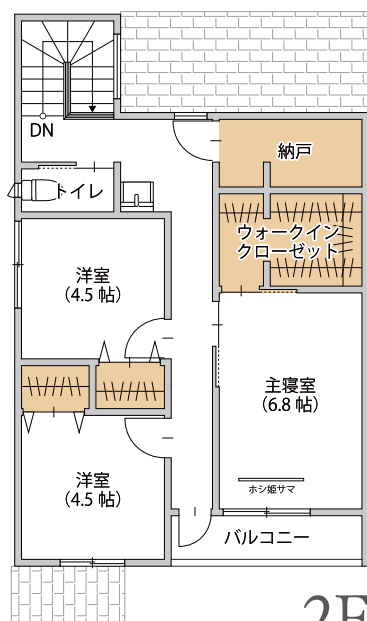 DN
納戸
トイレ
ウォークイン
クローゼット
洋室
(4.5 帖)
主寝室
(6.8 帖)
洋室
(4.5 帖)
ホシ姫サマ
バルコニー
2F